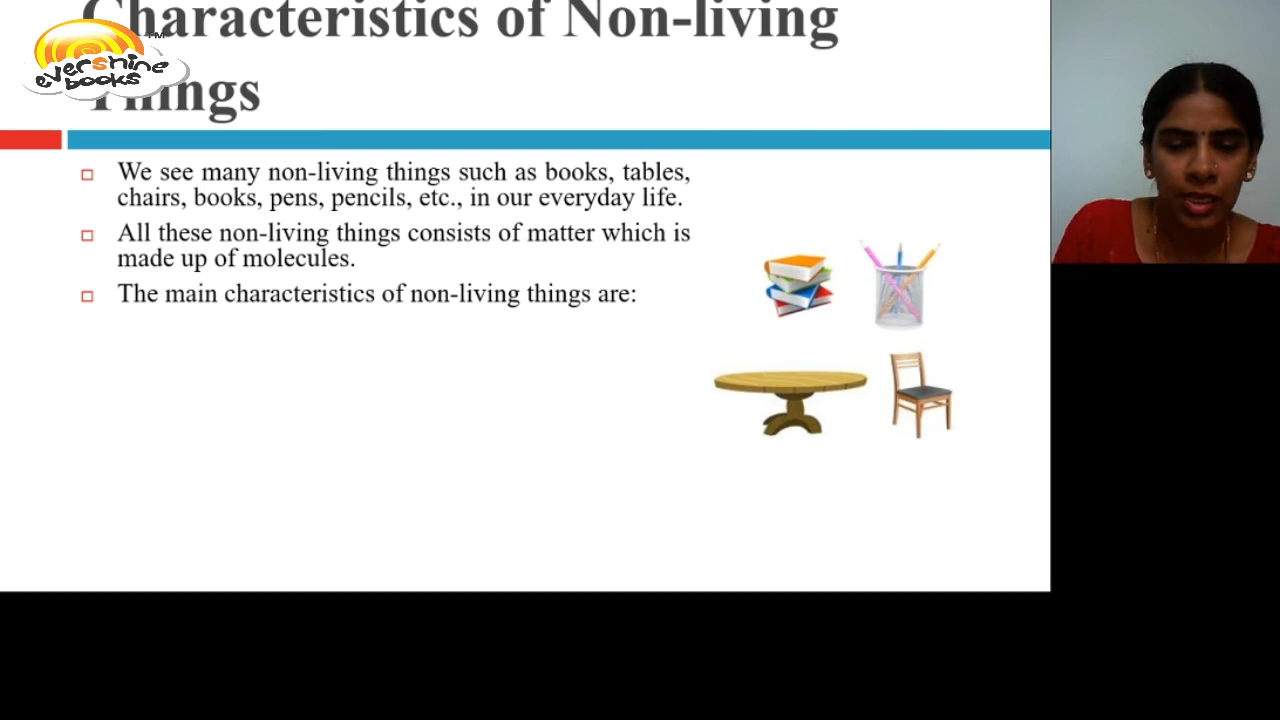 Characteristics of Non-living
Things
evershine
books
TM
We see many non-living things such as books, tables,
chairs, books, pens, pencils, etc., in our everyday life.
All these non-living things consists of matter which is
made up of molecules.
The main characteristics of non-living things are: